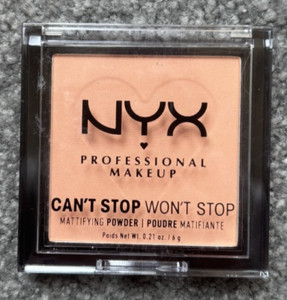 NYX
PROFESSIONAL
MAKEUP
CAN'T STOP WON'T STOP
MATTIFYING POWDER | POUDRE MATIFIANTE
Poids Net Wt. 0.21 oz. / 6 g